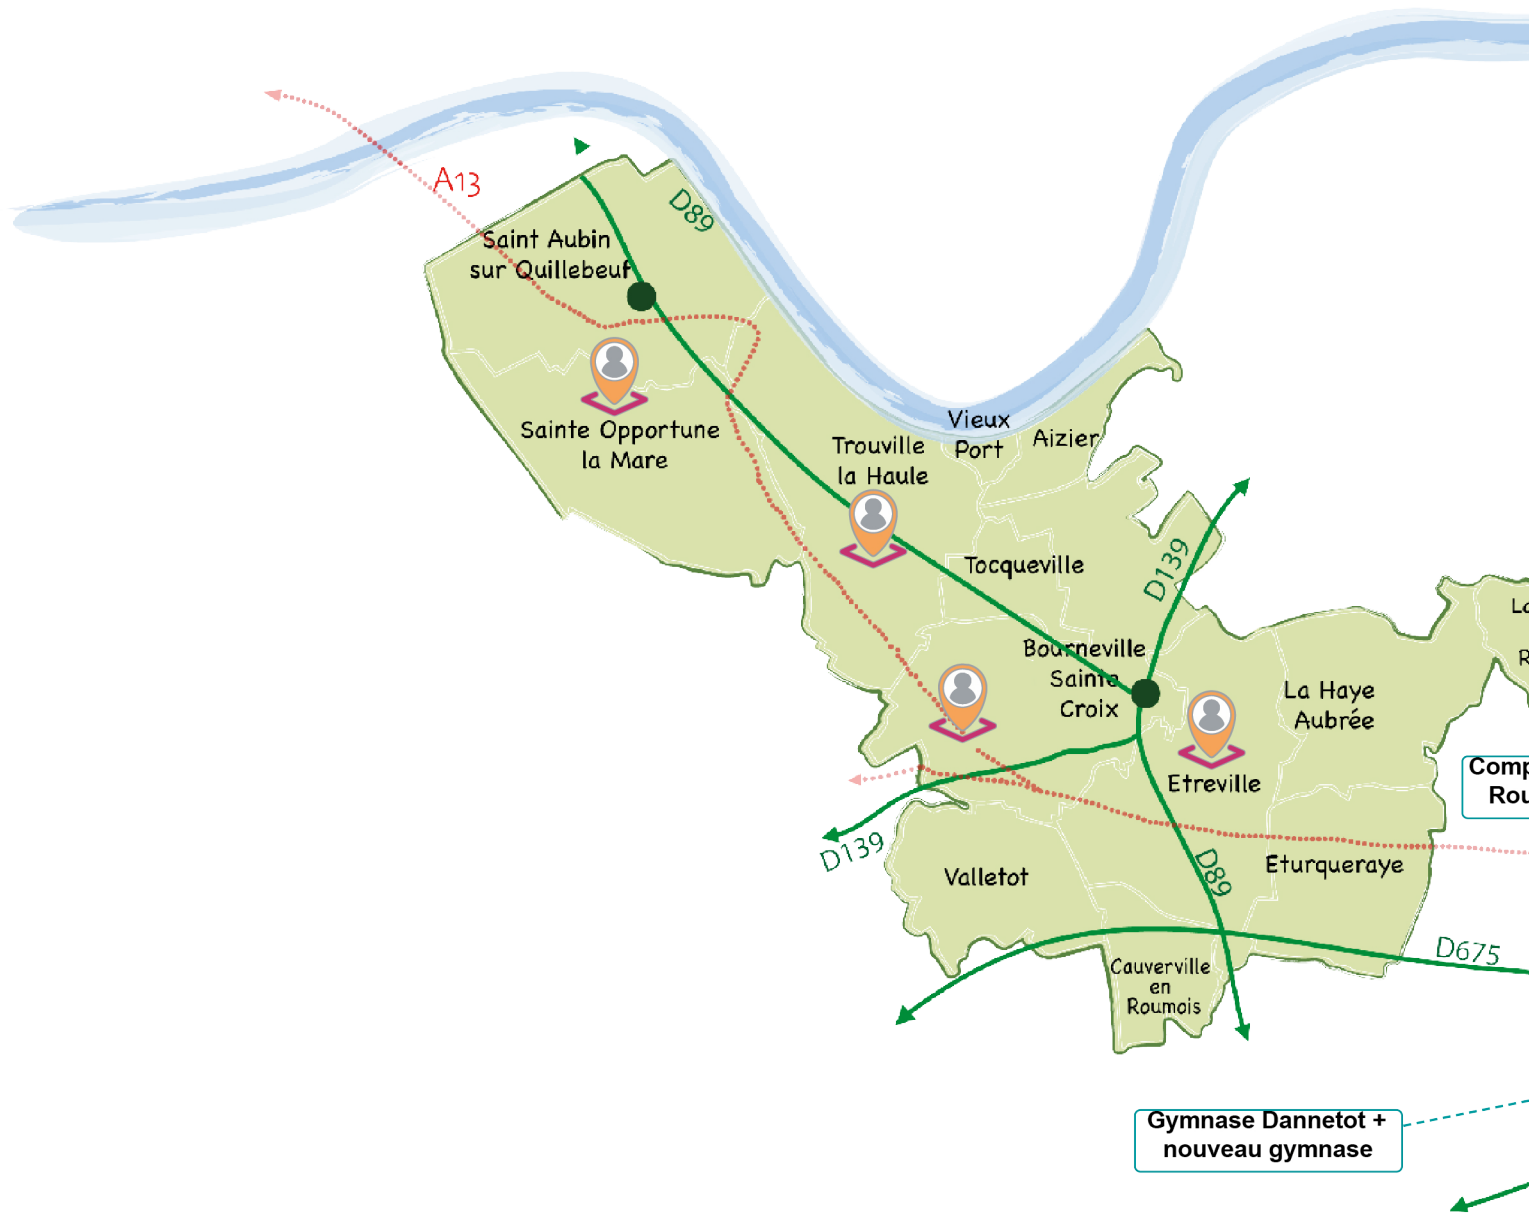 A13
D89
Saint Aubin
sur Quillebeuf
Sainte Opportune
la Mare
Vieux
Port
Aizier
Trouville
la Haule
Tocqueville
D139
Bourneville
Sainte
Croix
La Haye
Aubrée
Etreville
D139
Valletot
D89
Eturqueraye
D675
Cauverville
en
Roumois
Gymnase Dannetot +
nouveau gymnase